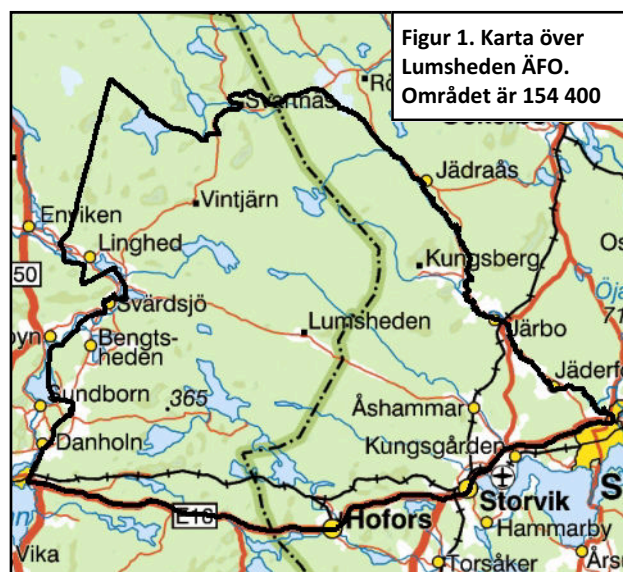 Figur 1. Karta över
Lumsheden ÄFO.
Området är 154 400
Svartnäs
Jädraås
Vintjärn
Enviken
Linghed
Kungsberg
50
Svärdsjö
Järbo
Lumsheden
Bengts-
heden
Sundborn
.365
Jäderfo
Åshammar
Danholn
Kungsgården
E16
Hofors
Storvik
Hammarby
Vika
Torsåker